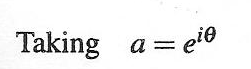 Taking a = e^{iθ}